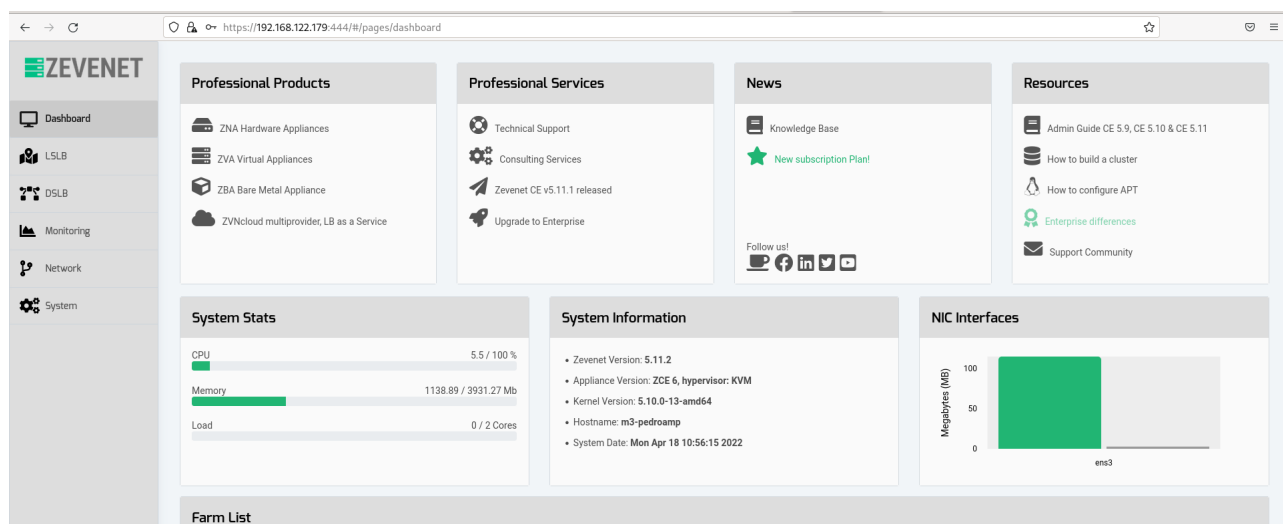 https://192.168.122.179:444/#/pages/dashboard
ZEVENET
Dashboard
LSLB
DSLB
Monitoring
Network
System
Professional Products
ZNA Hardware Appliances
ZVA Virtual Appliances
ZBA Bare Metal Appliance
ZVNcloud multiprovider, LB as a Service
Professional Services
Technical Support
Consulting Services
Zevenet CE v5.11.1 released
Upgrade to Enterprise
News
Knowledge Base
New subscription Plan!
Follow us!
Resources
Admin Guide CE 5.9, CE 5.10 & CE 5.11
How to build a cluster
How to configure APT
Enterprise differences
Support Community
System Stats
CPU 5.5 / 100 %
Memory 1138.89 / 3931.27 Mb
Load 0 / 2 Cores
System Information
• Zevenet Version: 5.11.2
• Appliance Version: ZCE 6, hypervisor: KVM
• Kernel Version: 5.10.0-13-amd64
• Hostname: m3-pedroamp
• System Date: Mon Apr 18 10:56:15 2022
NIC Interfaces
Megabytes (MB)
100
50
0
ens3
Farm List